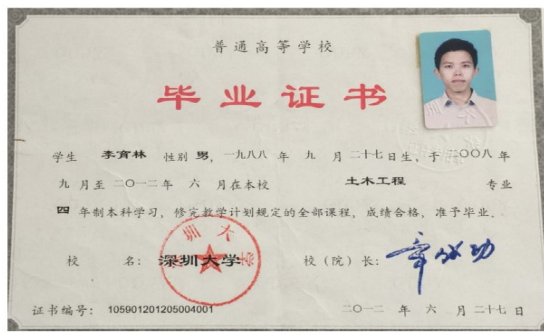 普通高等学校
毕业证书
学生 李育林 性别 男，一九八八 年 九 月 二十七日生，于 二〇〇八 年
九 月至 二〇一二年 六 月在本校 土木工程 专业
四 年制本科学习，修完教学计划规定的全部课程，成绩合格，准予毕业。
校 名： 深圳大学 校（院）长： 章必功
证书编号： 105901201205004001 二〇一二 年 六 月二十七日